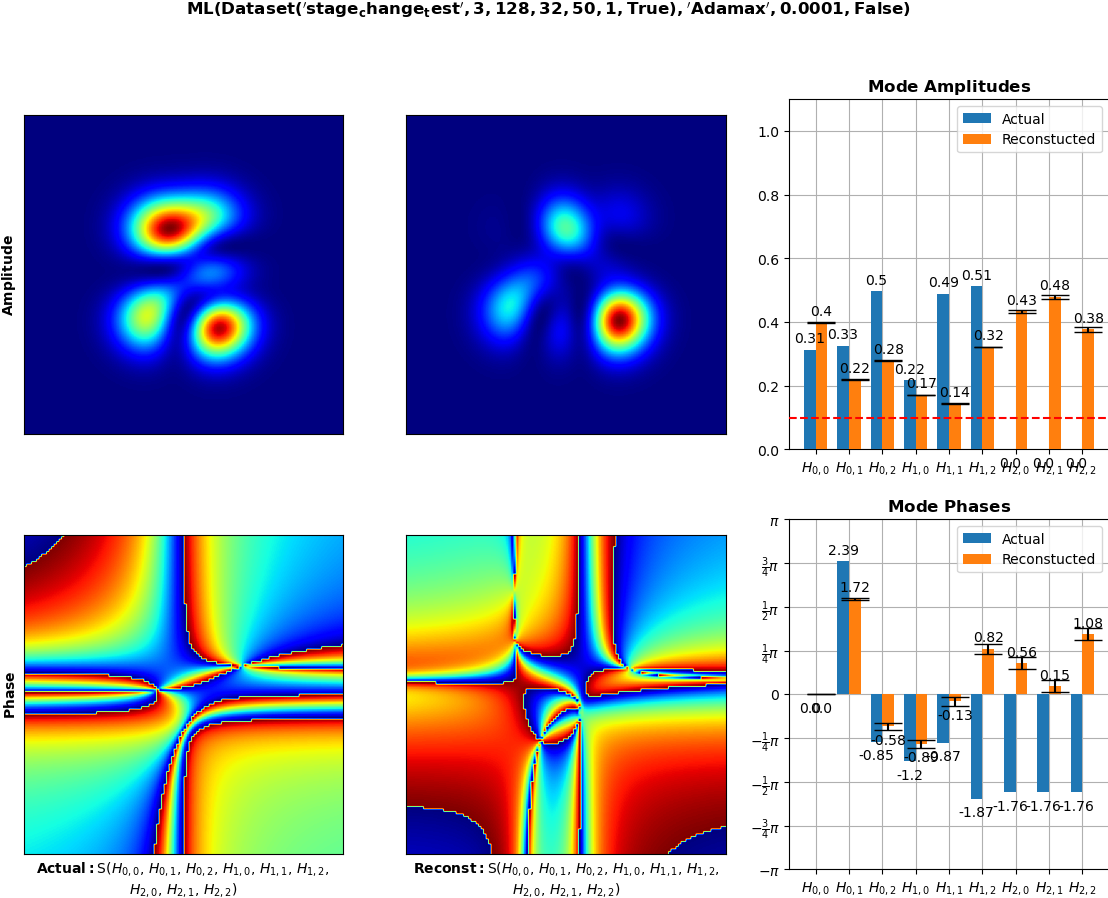 ML(Dataset('stage_change_test', 3, 128, 32, 50, 1, True), 'Adamax', 0.0001, False)
Amplitude
Mode Amplitudes
Actual
Reconstucted
1.0
0.8
0.6
0.4
0.2
0.0
0.31
0.4
0.33
0.22
0.5
0.28
0.22
0.17
0.49
0.14
0.51
0.32
0.0
0.43
0.0
0.48
0.0
0.38
H0,0 H0,1 H0,2 H1,0 H1,1 H1,2 H2,0 H2,1 H2,2
Phase
Actual: S(H0,0, H0,1, H0,2, H1,0, H1,1, H1,2,
H2,0, H2,1, H2,2)
Reconst: S(H0,0, H0,1, H0,2, H1,0, H1,1, H1,2,
H2,0, H2,1, H2,2)
Mode Phases
Actual
Reconstucted
π
3/4π
1/2π
1/4π
0
−1/4π
−1/2π
−3/4π
−π
0.0
0.0
2.39
1.72
-0.85
-0.58
-1.2
-0.89
-0.87
-0.13
-1.87
0.82
-1.76
0.56
-1.76
0.15
-1.76
1.08
H0,0 H0,1 H0,2 H1,0 H1,1 H1,2 H2,0 H2,1 H2,2